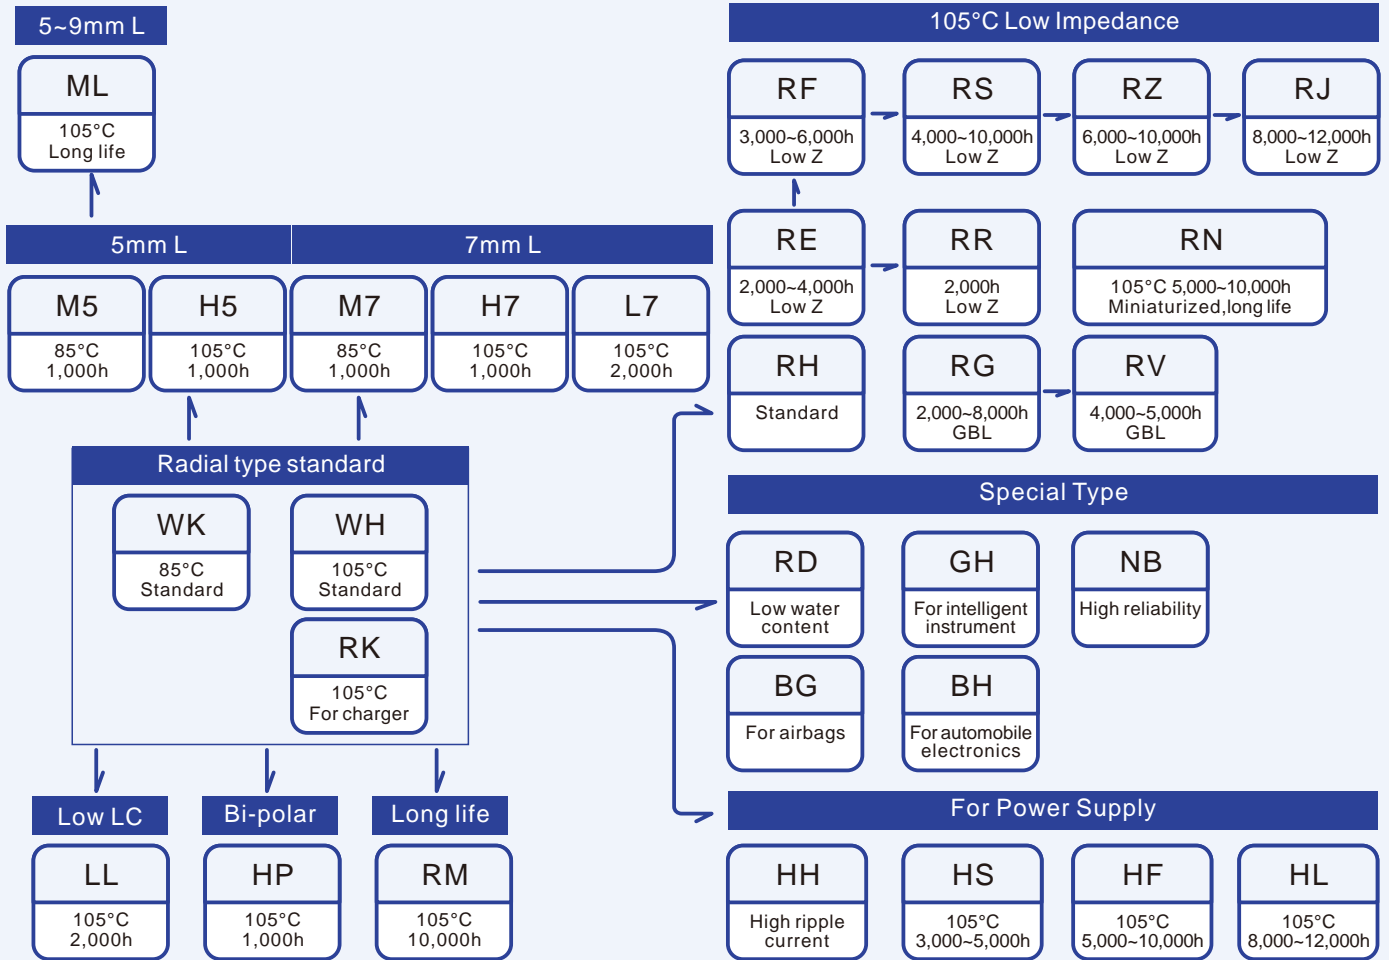 5~9mm L
ML
105°C
Long life
5mm L
7mm L
M5
85°C
1,000h
H5
105°C
1,000h
M7
85°C
1,000h
H7
105°C
1,000h
L7
105°C
2,000h
Radial type standard
WK
85°C
Standard
WH
105°C
Standard
RK
105°C
For charger
Low LC
LL
105°C
2,000h
Bi-polar
HP
105°C
1,000h
Long life
RM
105°C
10,000h
105°C Low Impedance
RF
3,000~6,000h
Low Z
RS
4,000~10,000h
Low Z
RZ
6,000~10,000h
Low Z
RJ
8,000~12,000h
Low Z
RE
2,000~4,000h
Low Z
RR
2,000h
Low Z
RN
105°C 5,000~10,000h
Miniaturized,long life
RH
Standard
RG
2,000~8,000h
GBL
RV
4,000~5,000h
GBL
Special Type
RD
Low water
content
GH
For intelligent
instrument
NB
High reliability
BG
For airbags
BH
For automobile
electronics
For Power Supply
HH
High ripple
current
HS
105°C
3,000~5,000h
HF
105°C
5,000~10,000h
HL
105°C
8,000~12,000h